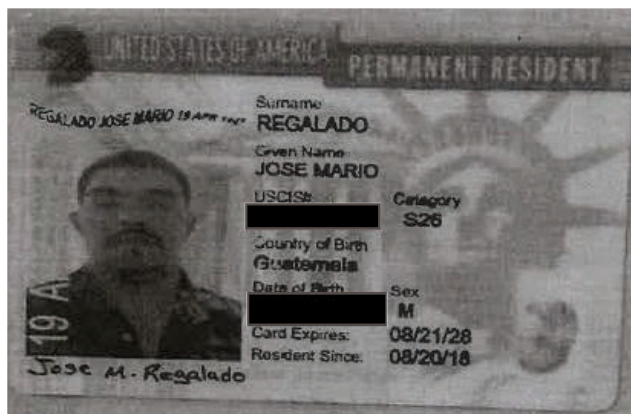 UNITED STATES OF AMERICA
PERMANENT RESIDENT
REGALADO JOSE MARIO 19 APR
Surname
REGALADO
Given Name
JOSE MARIO
USCIS# Category
S26
Country of Birth
Guatemala
Date of Birth Sex
M
19 A
Card Expires: 08/21/28
Resident Since: 08/20/18
Jose M. Regalado